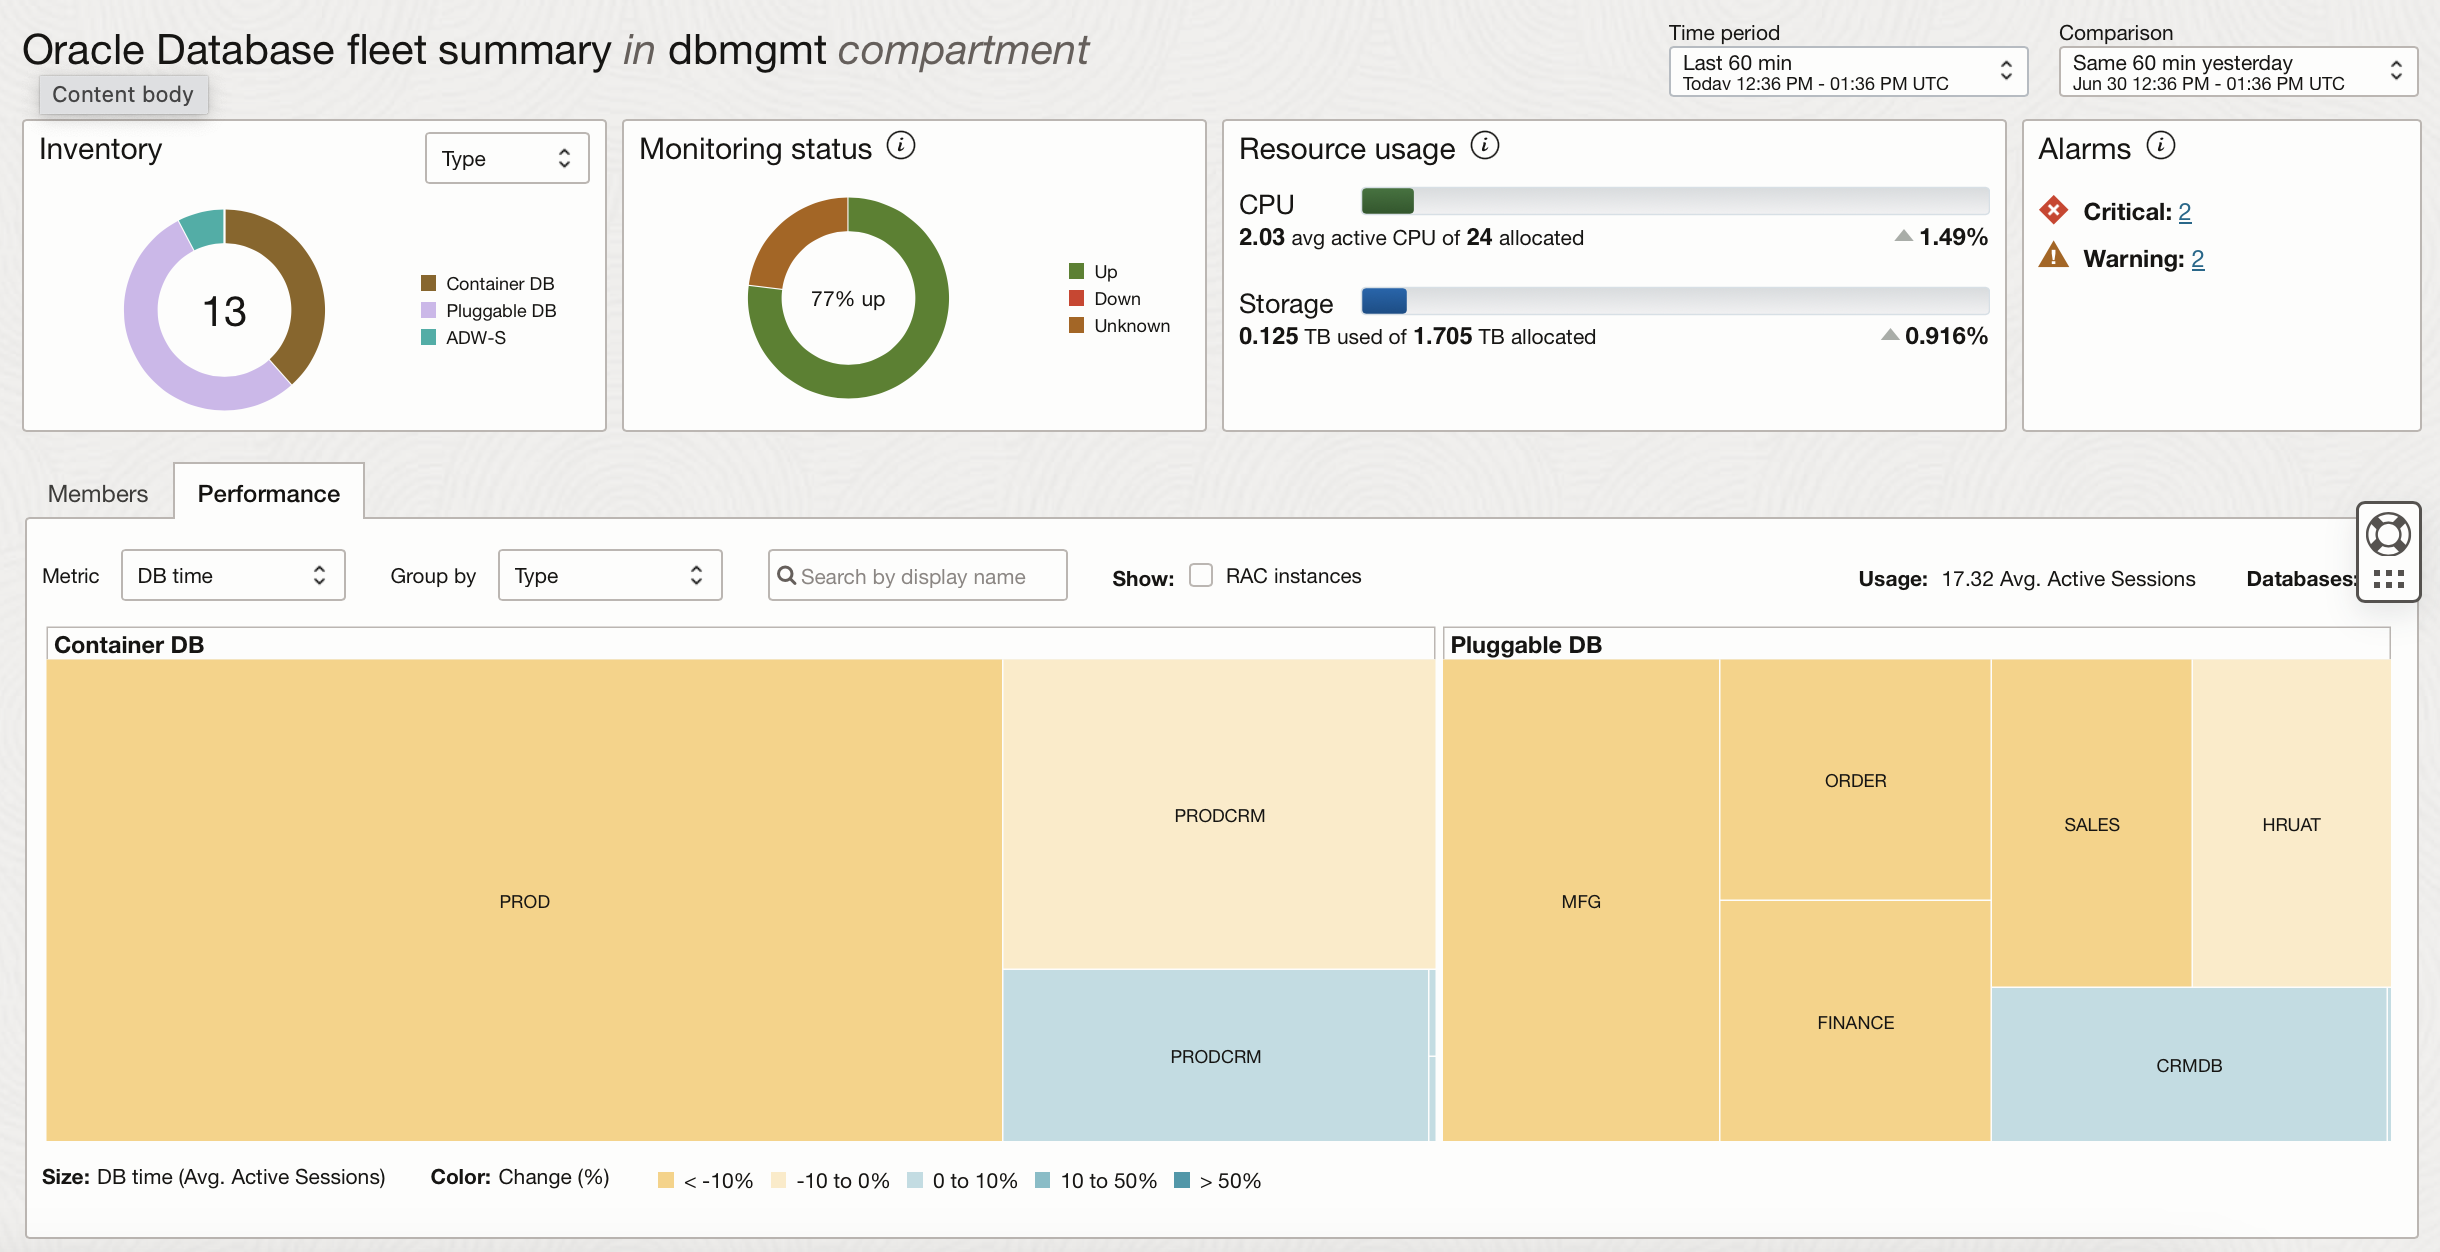 Oracle Database fleet summary in dbmgmt compartment
Content body
Time period
Last 60 min
Today 12:36 PM - 01:36 PM UTC
Comparison
Same 60 min yesterday
Jun 30 12:36 PM - 01:36 PM UTC
Inventory
Type
13
Container DB
Pluggable DB
ADW-S
Monitoring status
77% up
Up
Down
Unknown
Resource usage
CPU
2.03 avg active CPU of 24 allocated
1.49%
Storage
0.125 TB used of 1.705 TB allocated
0.916%
Alarms
Critical: 2
Warning: 2
Members
Performance
Metric
DB time
Group by
Type
Search by display name
Show:
RAC instances
Usage: 17.32 Avg. Active Sessions
Databases:
Container DB
PROD
PRODCRM
PRODCRM
Pluggable DB
MFG
ORDER
FINANCE
SALES
HRUAT
CRMDB
Size: DB time (Avg. Active Sessions)
Color: Change (%)
< -10%
-10 to 0%
0 to 10%
10 to 50%
> 50%